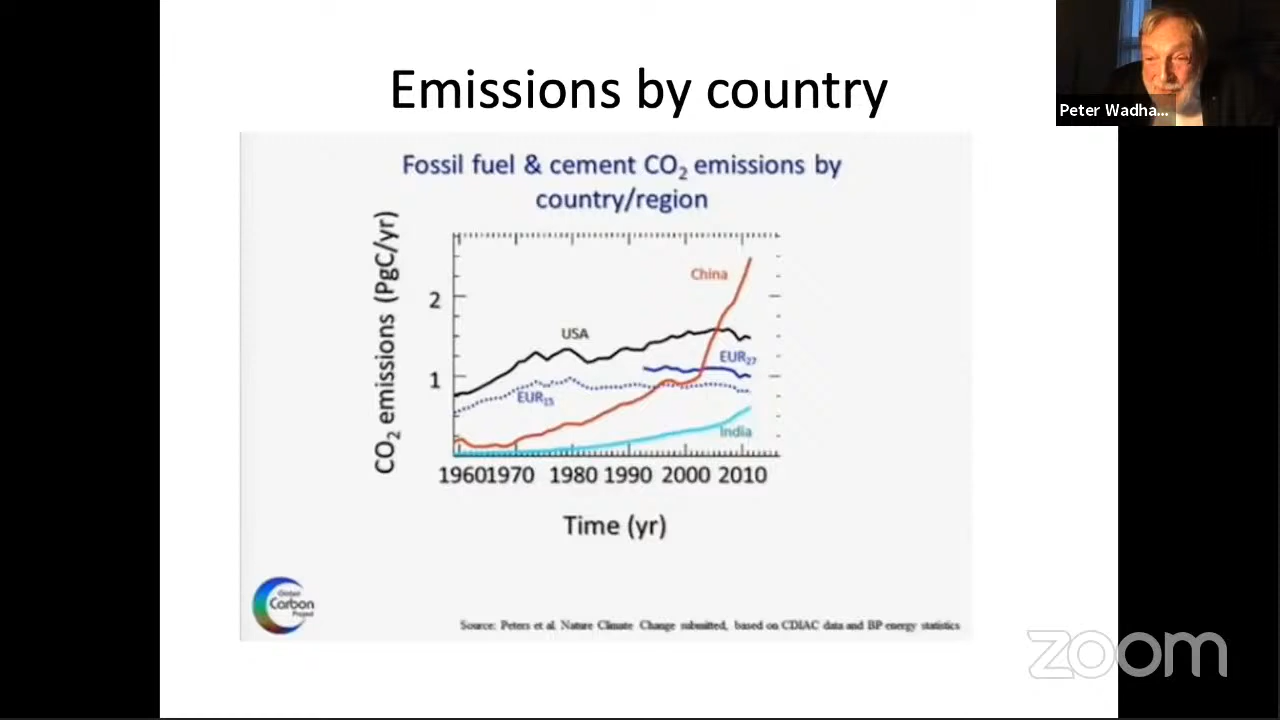 Emissions by country
Peter Wadha...
Fossil fuel & cement CO₂ emissions by
country/region
CO₂ emissions (PgC/yr)
2
1
China
USA
EUR₂₇
EUR₁₅
India
1960 1970 1980 1990 2000 2010
Time (yr)
Global
Carbon
Project
Source: Peters et al. Nature Climate Change submitted, based on CDIAC data and BP energy statistics
zoom